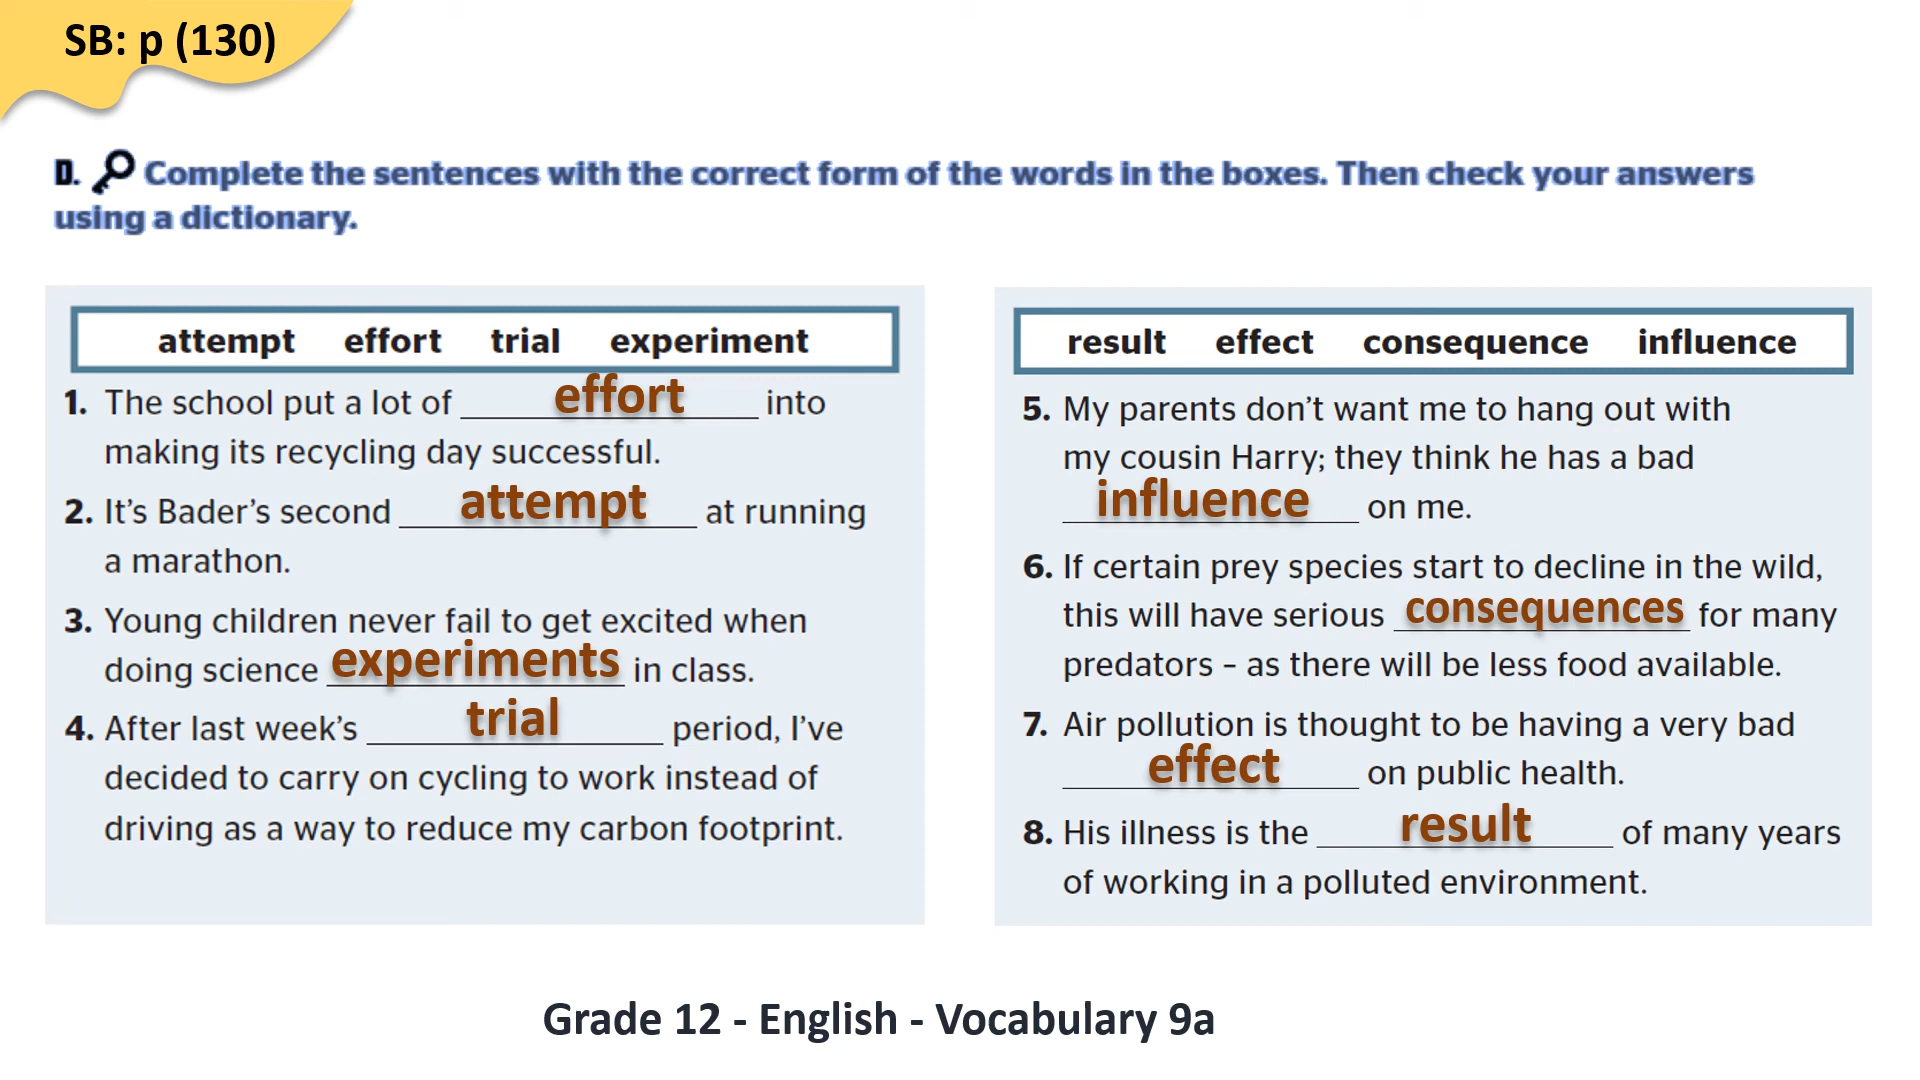 SB: p (130)
D. Complete the sentences with the correct form of the words in the boxes. Then check your answers
using a dictionary.
attempt effort trial experiment
1. The school put a lot of effort into
making its recycling day successful.
2. It’s Bader’s second attempt at running
a marathon.
3. Young children never fail to get excited when
doing science experiments in class.
4. After last week’s trial period, I’ve
decided to carry on cycling to work instead of
driving as a way to reduce my carbon footprint.
result effect consequence influence
5. My parents don’t want me to hang out with
my cousin Harry; they think he has a bad
influence on me.
6. If certain prey species start to decline in the wild,
this will have serious consequences for many
predators – as there will be less food available.
7. Air pollution is thought to be having a very bad
effect on public health.
8. His illness is the result of many years
of working in a polluted environment.
Grade 12 - English - Vocabulary 9a